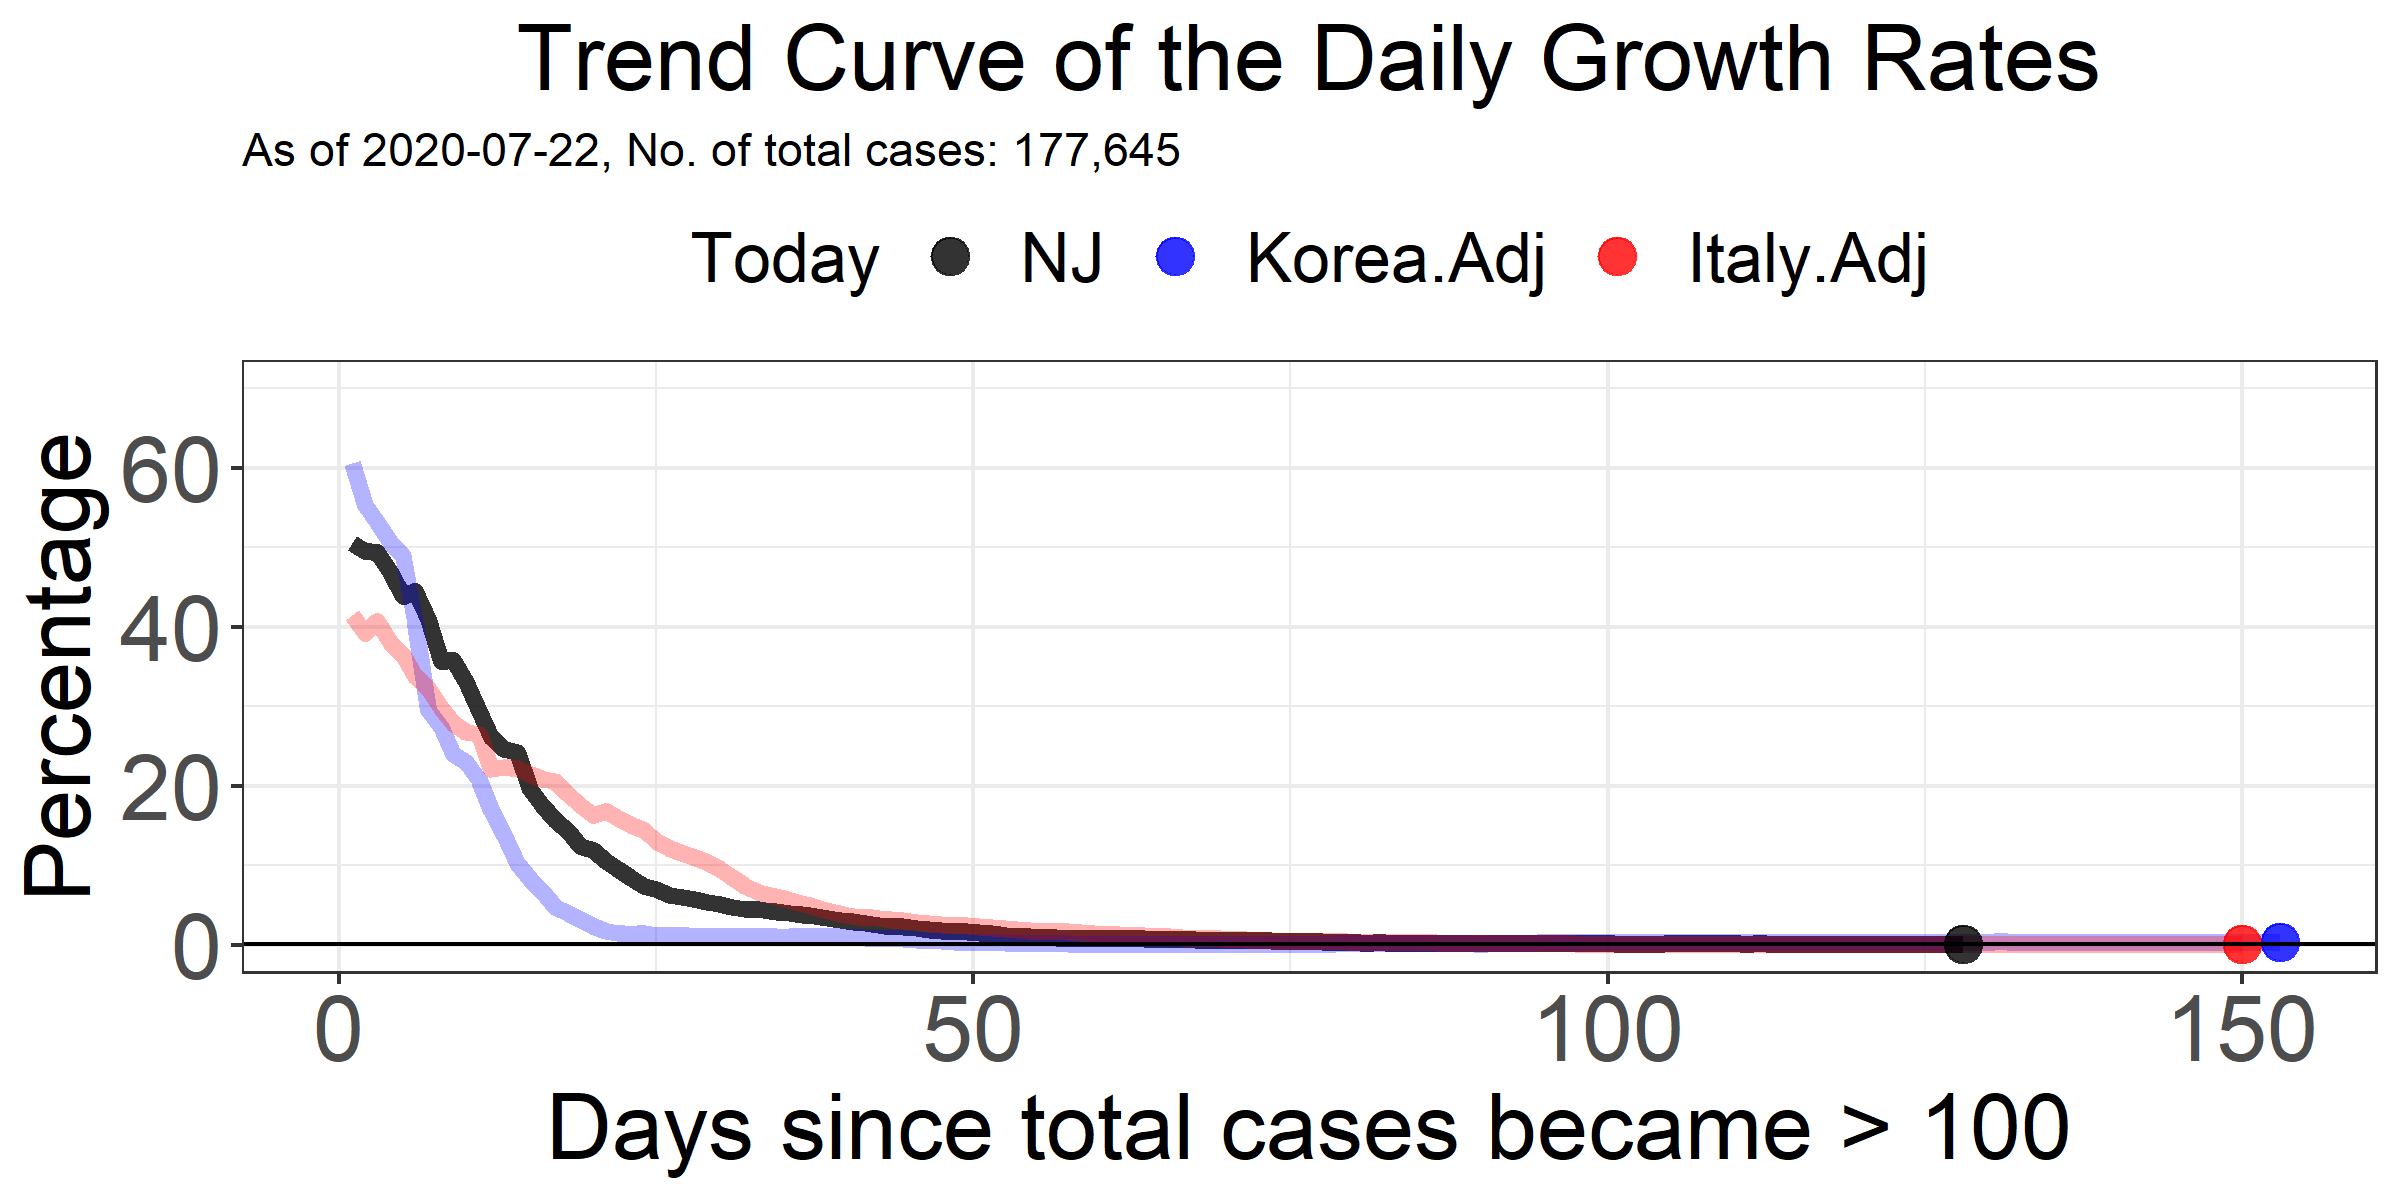 Trend Curve of the Daily Growth Rates
As of 2020-07-22, No. of total cases: 177,645
Today NJ Korea.Adj Italy.Adj
Percentage
60
40
20
0
0 50 100 150
Days since total cases became > 100